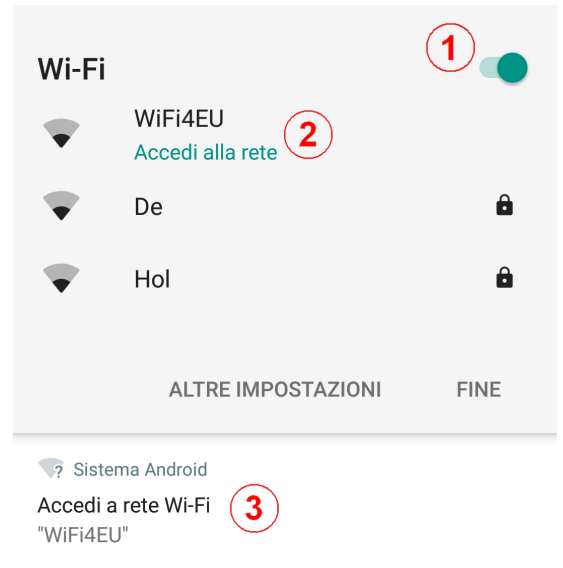 Wi-Fi
1
WiFi4EU
Accedi alla rete
2
De
Hol
ALTRE IMPOSTAZIONI FINE
? Sistema Android
Accedi a rete Wi-Fi
3
"WiFi4EU"